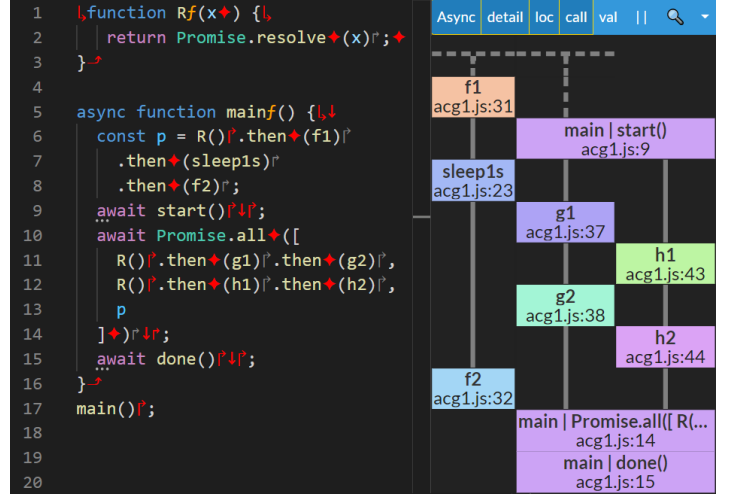 1 function Rƒ(x) {
2 return Promise.resolve(x);
3 }
4
5 async function mainƒ() {
6 const p = R().then(f1)
7 .then(sleep1s)
8 .then(f2);
9 await start();
10 await Promise.all([
11 R().then(g1).then(g2),
12 R().then(h1).then(h2),
13 p
14 ]);
15 await done();
16 }
17 main();
18
19
20
Async detail loc call val ||
f1
acg1.js:31
main | start()
acg1.js:9
sleep1s
acg1.js:23
g1
acg1.js:37
h1
acg1.js:43
g2
acg1.js:38
h2
acg1.js:44
f2
acg1.js:32
main | Promise.all([ R(...
acg1.js:14
main | done()
acg1.js:15